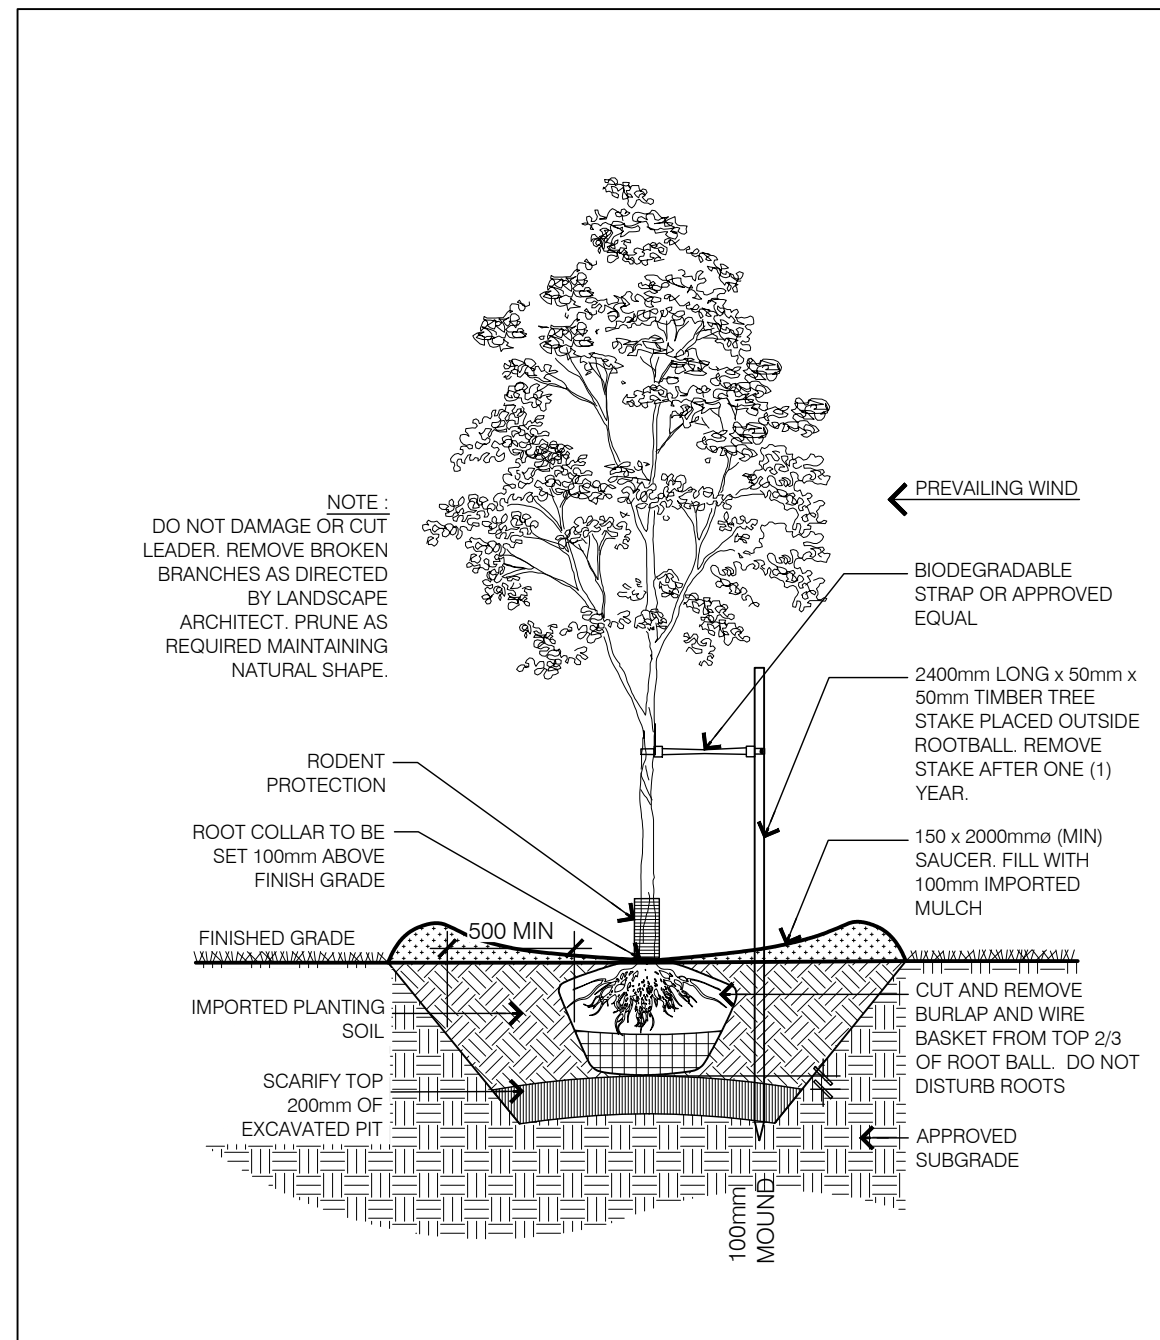 NOTE :
DO NOT DAMAGE OR CUT
LEADER. REMOVE BROKEN
BRANCHES AS DIRECTED
BY LANDSCAPE
ARCHITECT. PRUNE AS
REQUIRED MAINTAINING
NATURAL SHAPE.
RODENT
PROTECTION
ROOT COLLAR TO BE
SET 100mm ABOVE
FINISH GRADE
500 MIN
FINISHED GRADE
IMPORTED PLANTING
SOIL
SCARIFY TOP
200mm OF
EXCAVATED PIT
PREVAILING WIND
BIODEGRADABLE
STRAP OR APPROVED
EQUAL
2400mm LONG x 50mm x
50mm TIMBER TREE
STAKE PLACED OUTSIDE
ROOTBALL. REMOVE
STAKE AFTER ONE (1)
YEAR.
150 x 2000mmø (MIN)
SAUCER. FILL WITH
100mm IMPORTED
MULCH
CUT AND REMOVE
BURLAP AND WIRE
BASKET FROM TOP 2/3
OF ROOT BALL.  DO NOT
DISTURB ROOTS
APPROVED
SUBGRADE
100mm
MOUND